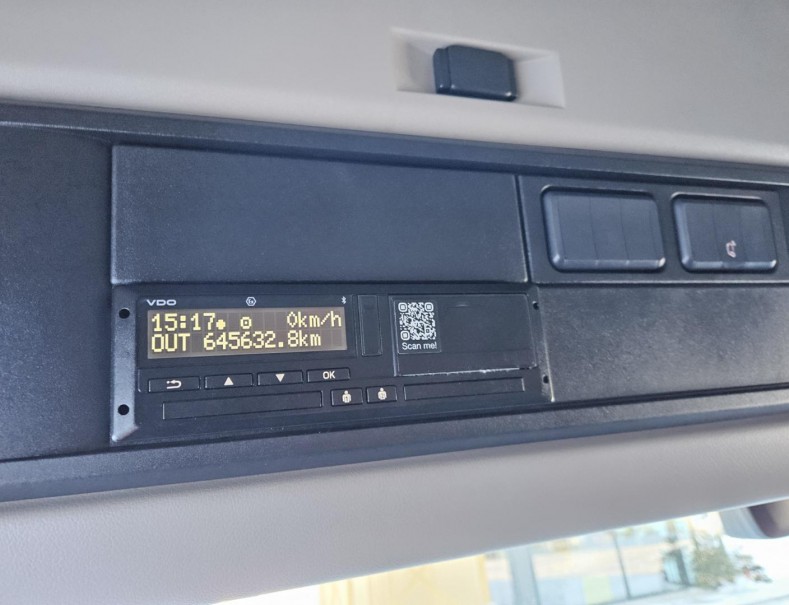 VDO
15:17 0km/h
OUT 645632.8km
Scan me!
OK